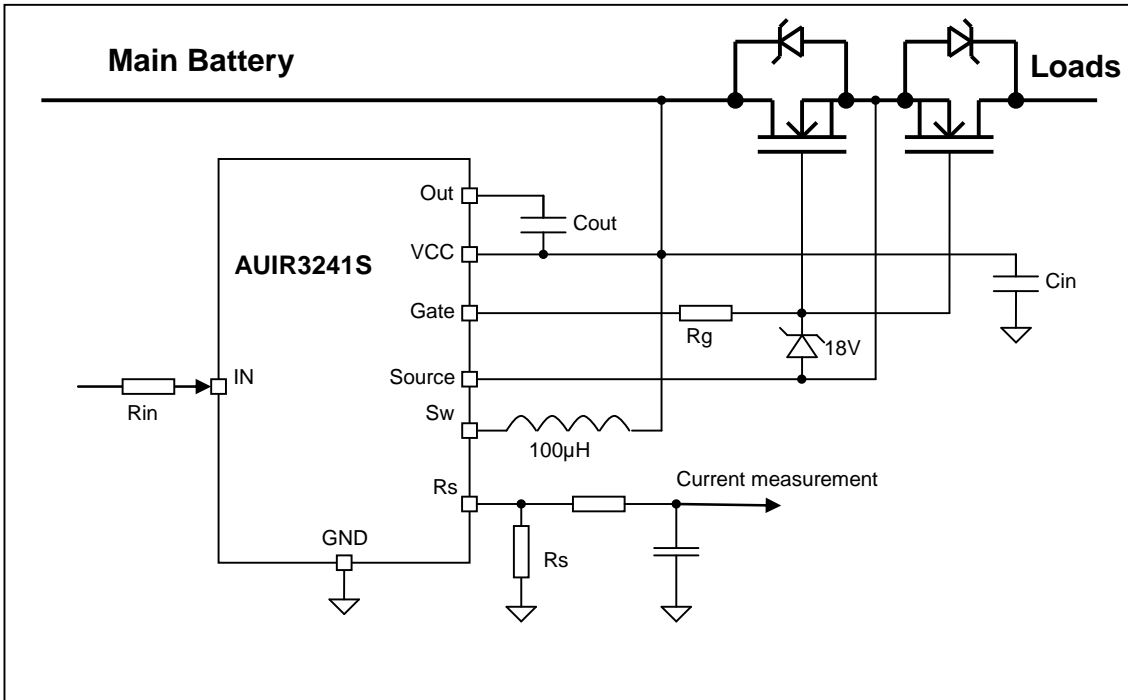 Main Battery
Loads
Out
Cout
VCC
AUIR3241S
Cin
Gate
Rg
18V
IN
Source
Rin
Sw
100µH
Current measurement
Rs
GND
Rs